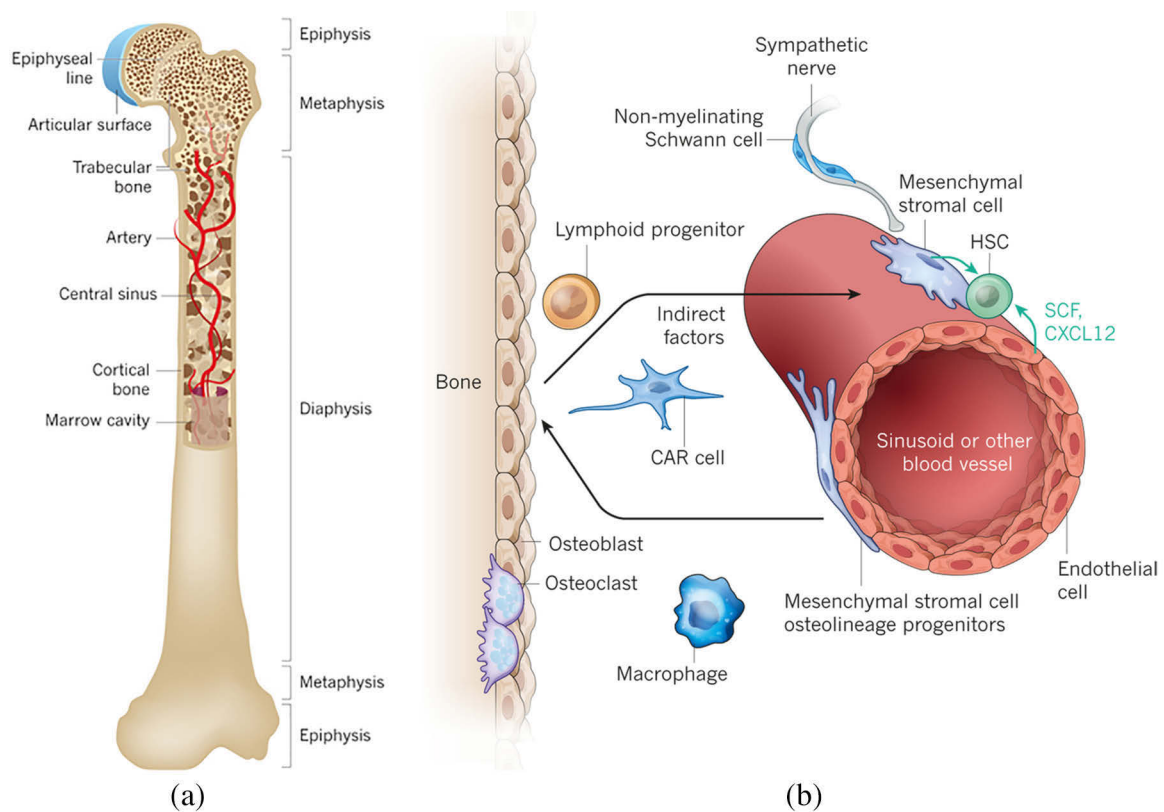 Epiphyseal
line
Articular surface
Trabecular
bone
Artery
Central sinus
Cortical
bone
Marrow cavity
Epiphysis
Metaphysis
Diaphysis
Metaphysis
Epiphysis
(a)
Sympathetic
nerve
Non-myelinating
Schwann cell
Mesenchymal
stromal cell
HSC
Lymphoid progenitor
SCF,
CXCL12
Indirect
factors
Bone
CAR cell
Sinusoid or other
blood vessel
Osteoblast
Osteoclast
Endothelial
cell
Mesenchymal stromal cell
osteolineage progenitors
Macrophage
(b)